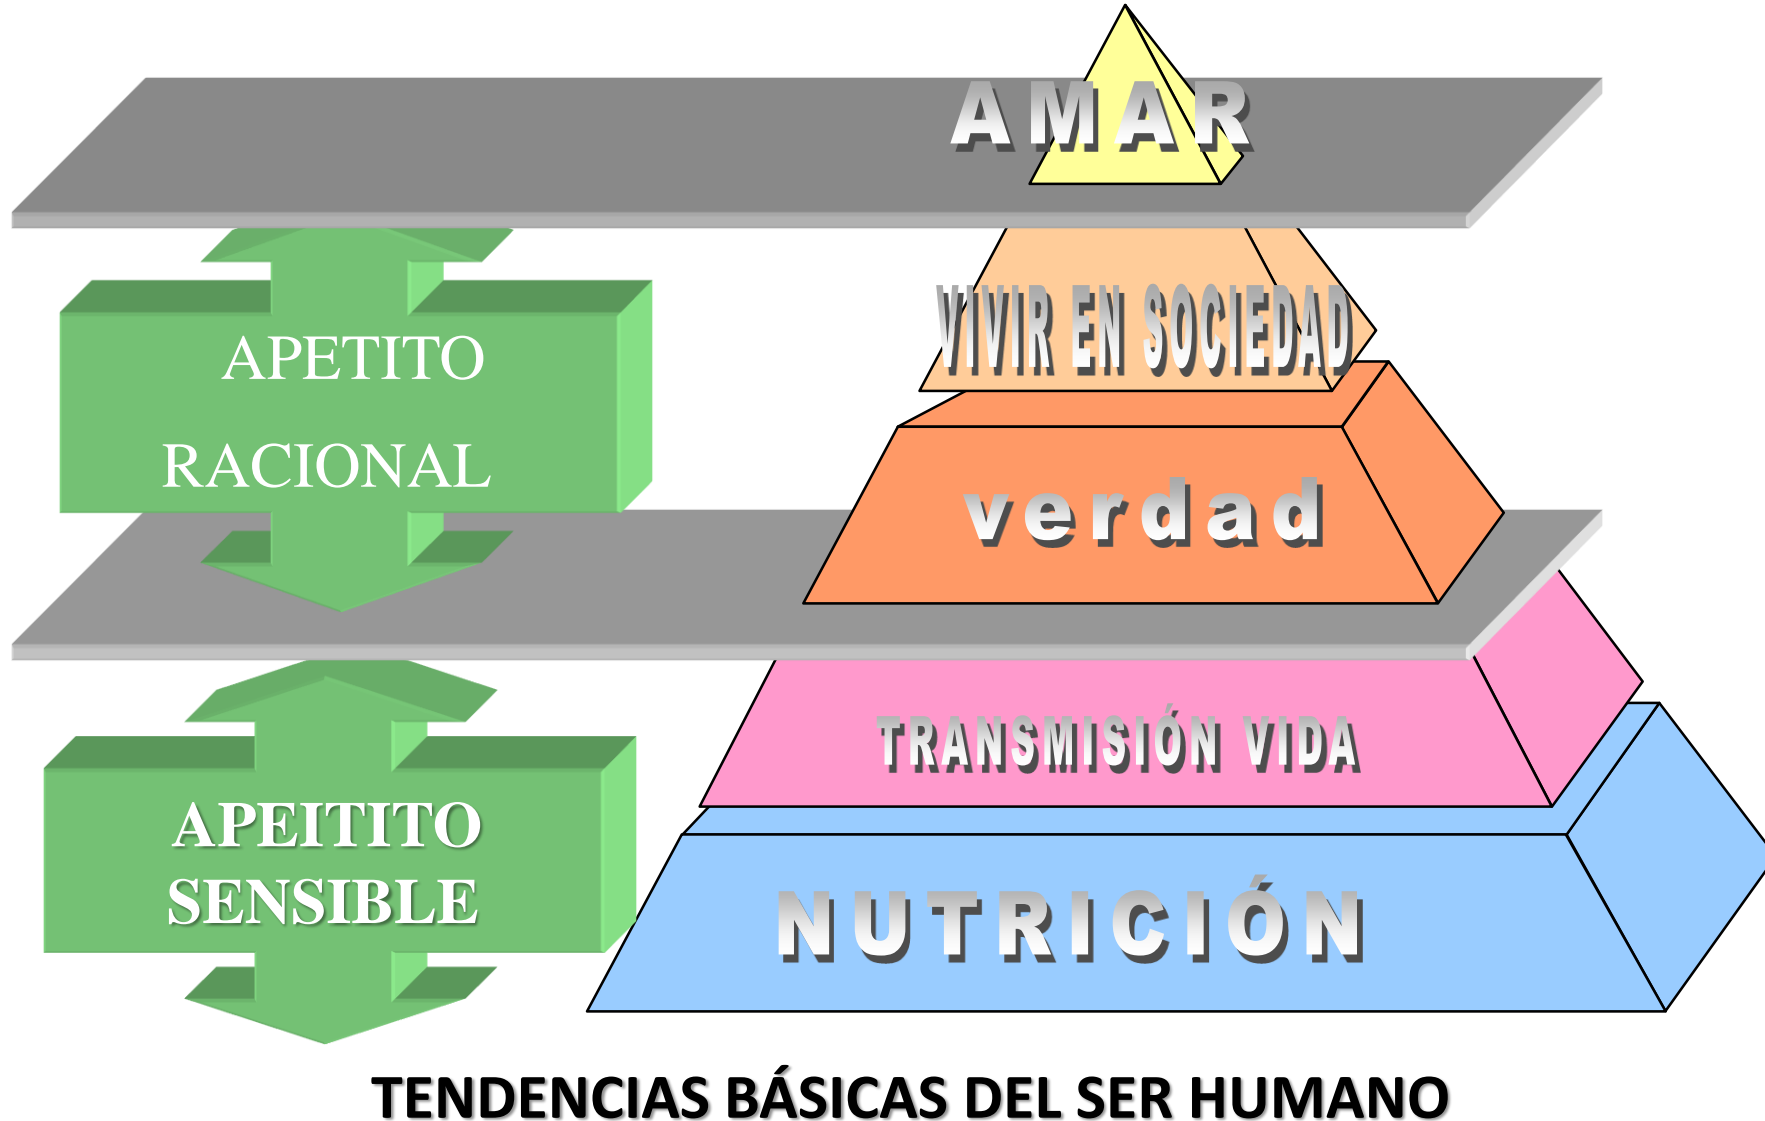 AMAR
VIVIR EN SOCIEDAD
APETITO
RACIONAL
verdad
TRANSMISIÓN VIDA
APEITITO
SENSIBLE
NUTRICIÓN
TENDENCIAS BÁSICAS DEL SER HUMANO